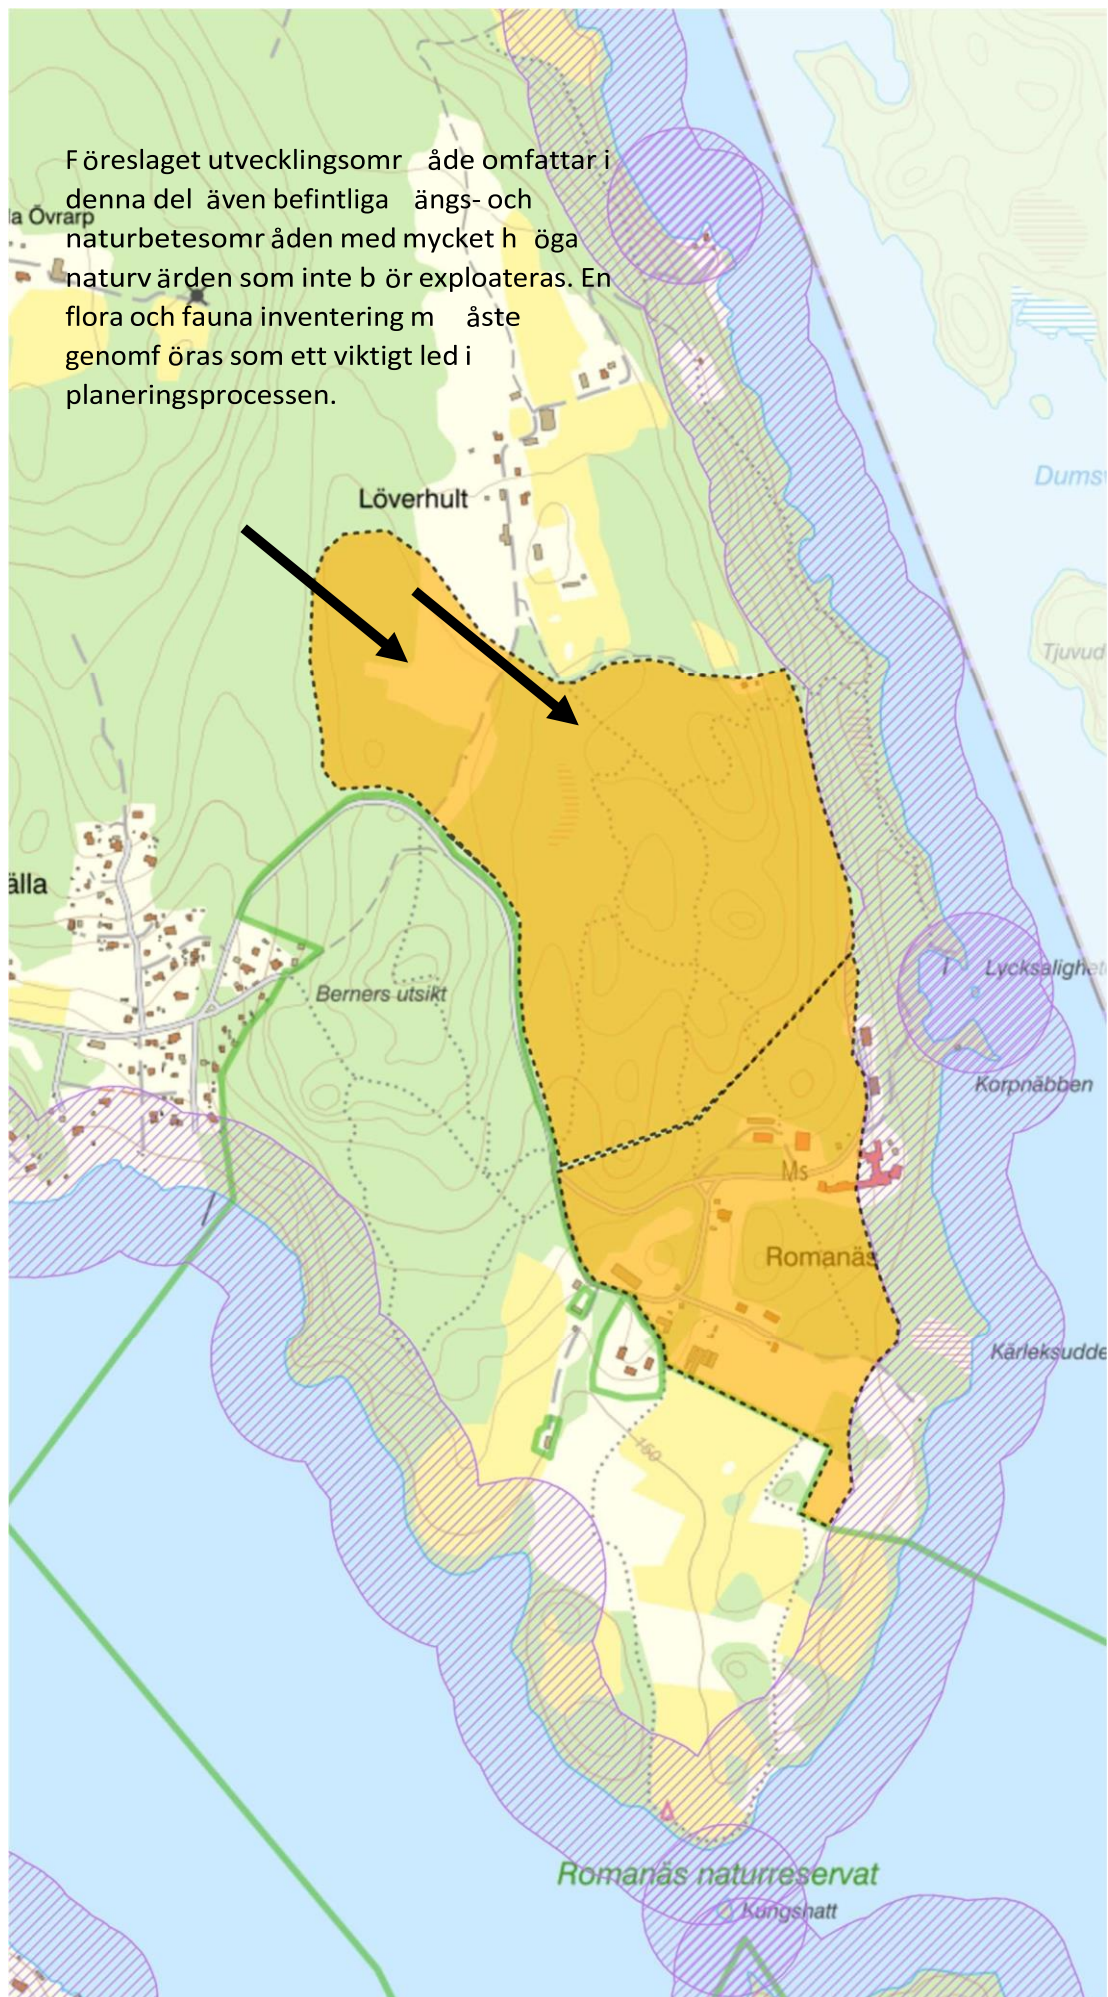 Föreslaget utvecklingsområde omfattar i
denna del även befintliga ängs- och
la Övrarp
naturbetesområden med mycket höga
naturvärden som inte bör exploateras. En
flora och fauna inventering måste
genomföras som ett viktigt led i
planeringsprocessen.
Dumsv
Löverhult
Tjuvud
älla
Lycksalighete
Berners utsikt
Korpnäbben
Ms
Romanäs
Kärleksudde
150
Romanäs naturreservat
Kungshatt